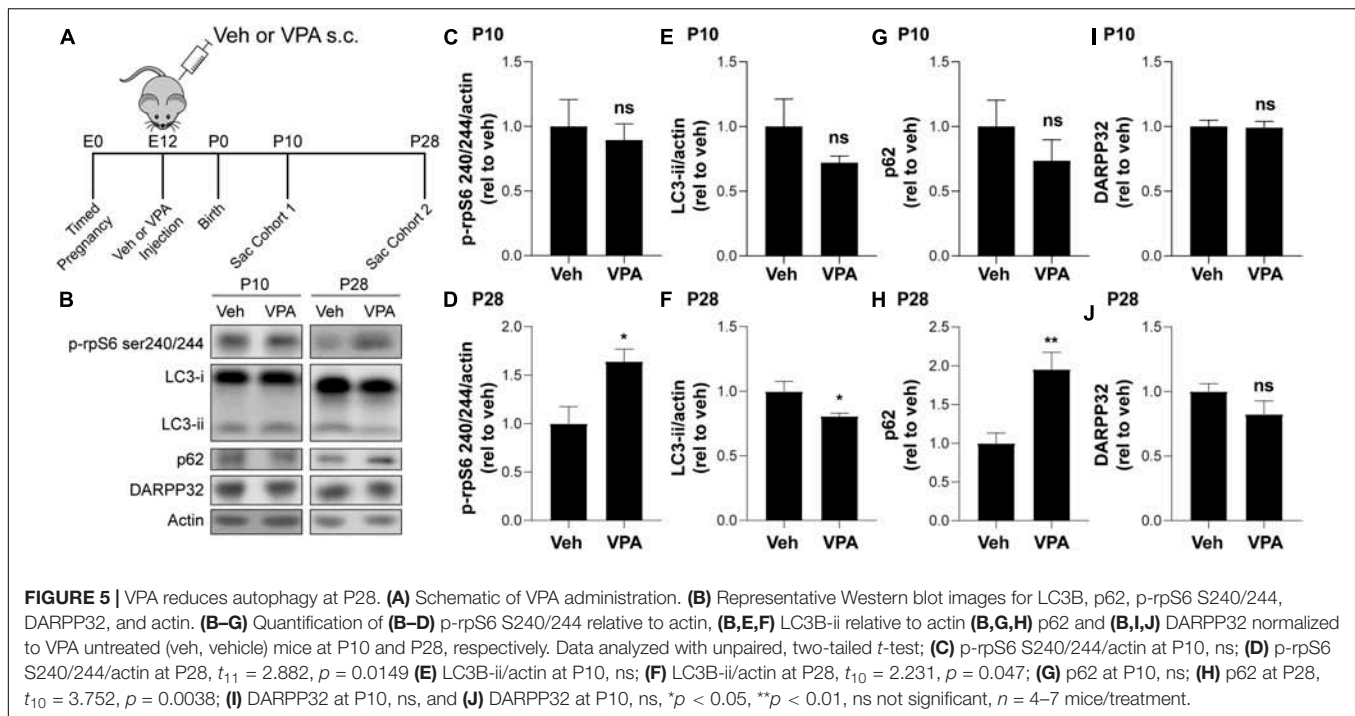 A
Veh or VPA s.c.
E0 E12 P0 P10 P28
Timed
Pregnancy
Veh or VPA
Injection
Birth
Sac Cohort 1
Sac Cohort 2
B
P10 P28
Veh VPA Veh VPA
p-rpS6 ser240/244
LC3-i
LC3-ii
p62
DARPP32
Actin
C P10
p-rpS6 240/244/actin
(rel to veh)
1.5
1.0
0.5
0.0
ns
Veh VPA
E P10
LC3-ii/actin
(rel to veh)
1.5
1.0
0.5
0.0
ns
Veh VPA
G P10
p62
(rel to veh)
1.5
1.0
0.5
0.0
ns
Veh VPA
I P10
DARPP32
(rel to veh)
1.5
1.0
0.5
0.0
ns
Veh VPA
D P28
p-rpS6 240/244/actin
(rel to veh)
2.0
1.5
1.0
0.5
0.0
*
Veh VPA
F P28
LC3-ii/actin
(rel to veh)
1.5
1.0
0.5
0.0
*
Veh VPA
H P28
p62
(rel to veh)
2.5
2.0
1.5
1.0
0.5
0.0
**
Veh VPA
J P28
DARPP32
(rel to veh)
1.5
1.0
0.5
0.0
ns
Veh VPA
FIGURE 5 | VPA reduces autophagy at P28. (A) Schematic of VPA administration. (B) Representative Western blot images for LC3B, p62, p-rpS6 S240/244,
DARPP32, and actin. (B–G) Quantification of (B–D) p-rpS6 S240/244 relative to actin, (B,E,F) LC3B-ii relative to actin (B,G,H) p62 and (B,I,J) DARPP32 normalized
to VPA untreated (veh, vehicle) mice at P10 and P28, respectively. Data analyzed with unpaired, two-tailed t-test; (C) p-rpS6 S240/244/actin at P10, ns; (D) p-rpS6
S240/244/actin at P28, t11 = 2.882, p = 0.0149 (E) LC3B-ii/actin at P10, ns; (F) LC3B-ii/actin at P28, t10 = 2.231, p = 0.047; (G) p62 at P10, ns; (H) p62 at P28,
t10 = 3.752, p = 0.0038; (I) DARPP32 at P10, ns, and (J) DARPP32 at P10, ns, *p < 0.05, **p < 0.01, ns not significant, n = 4–7 mice/treatment.